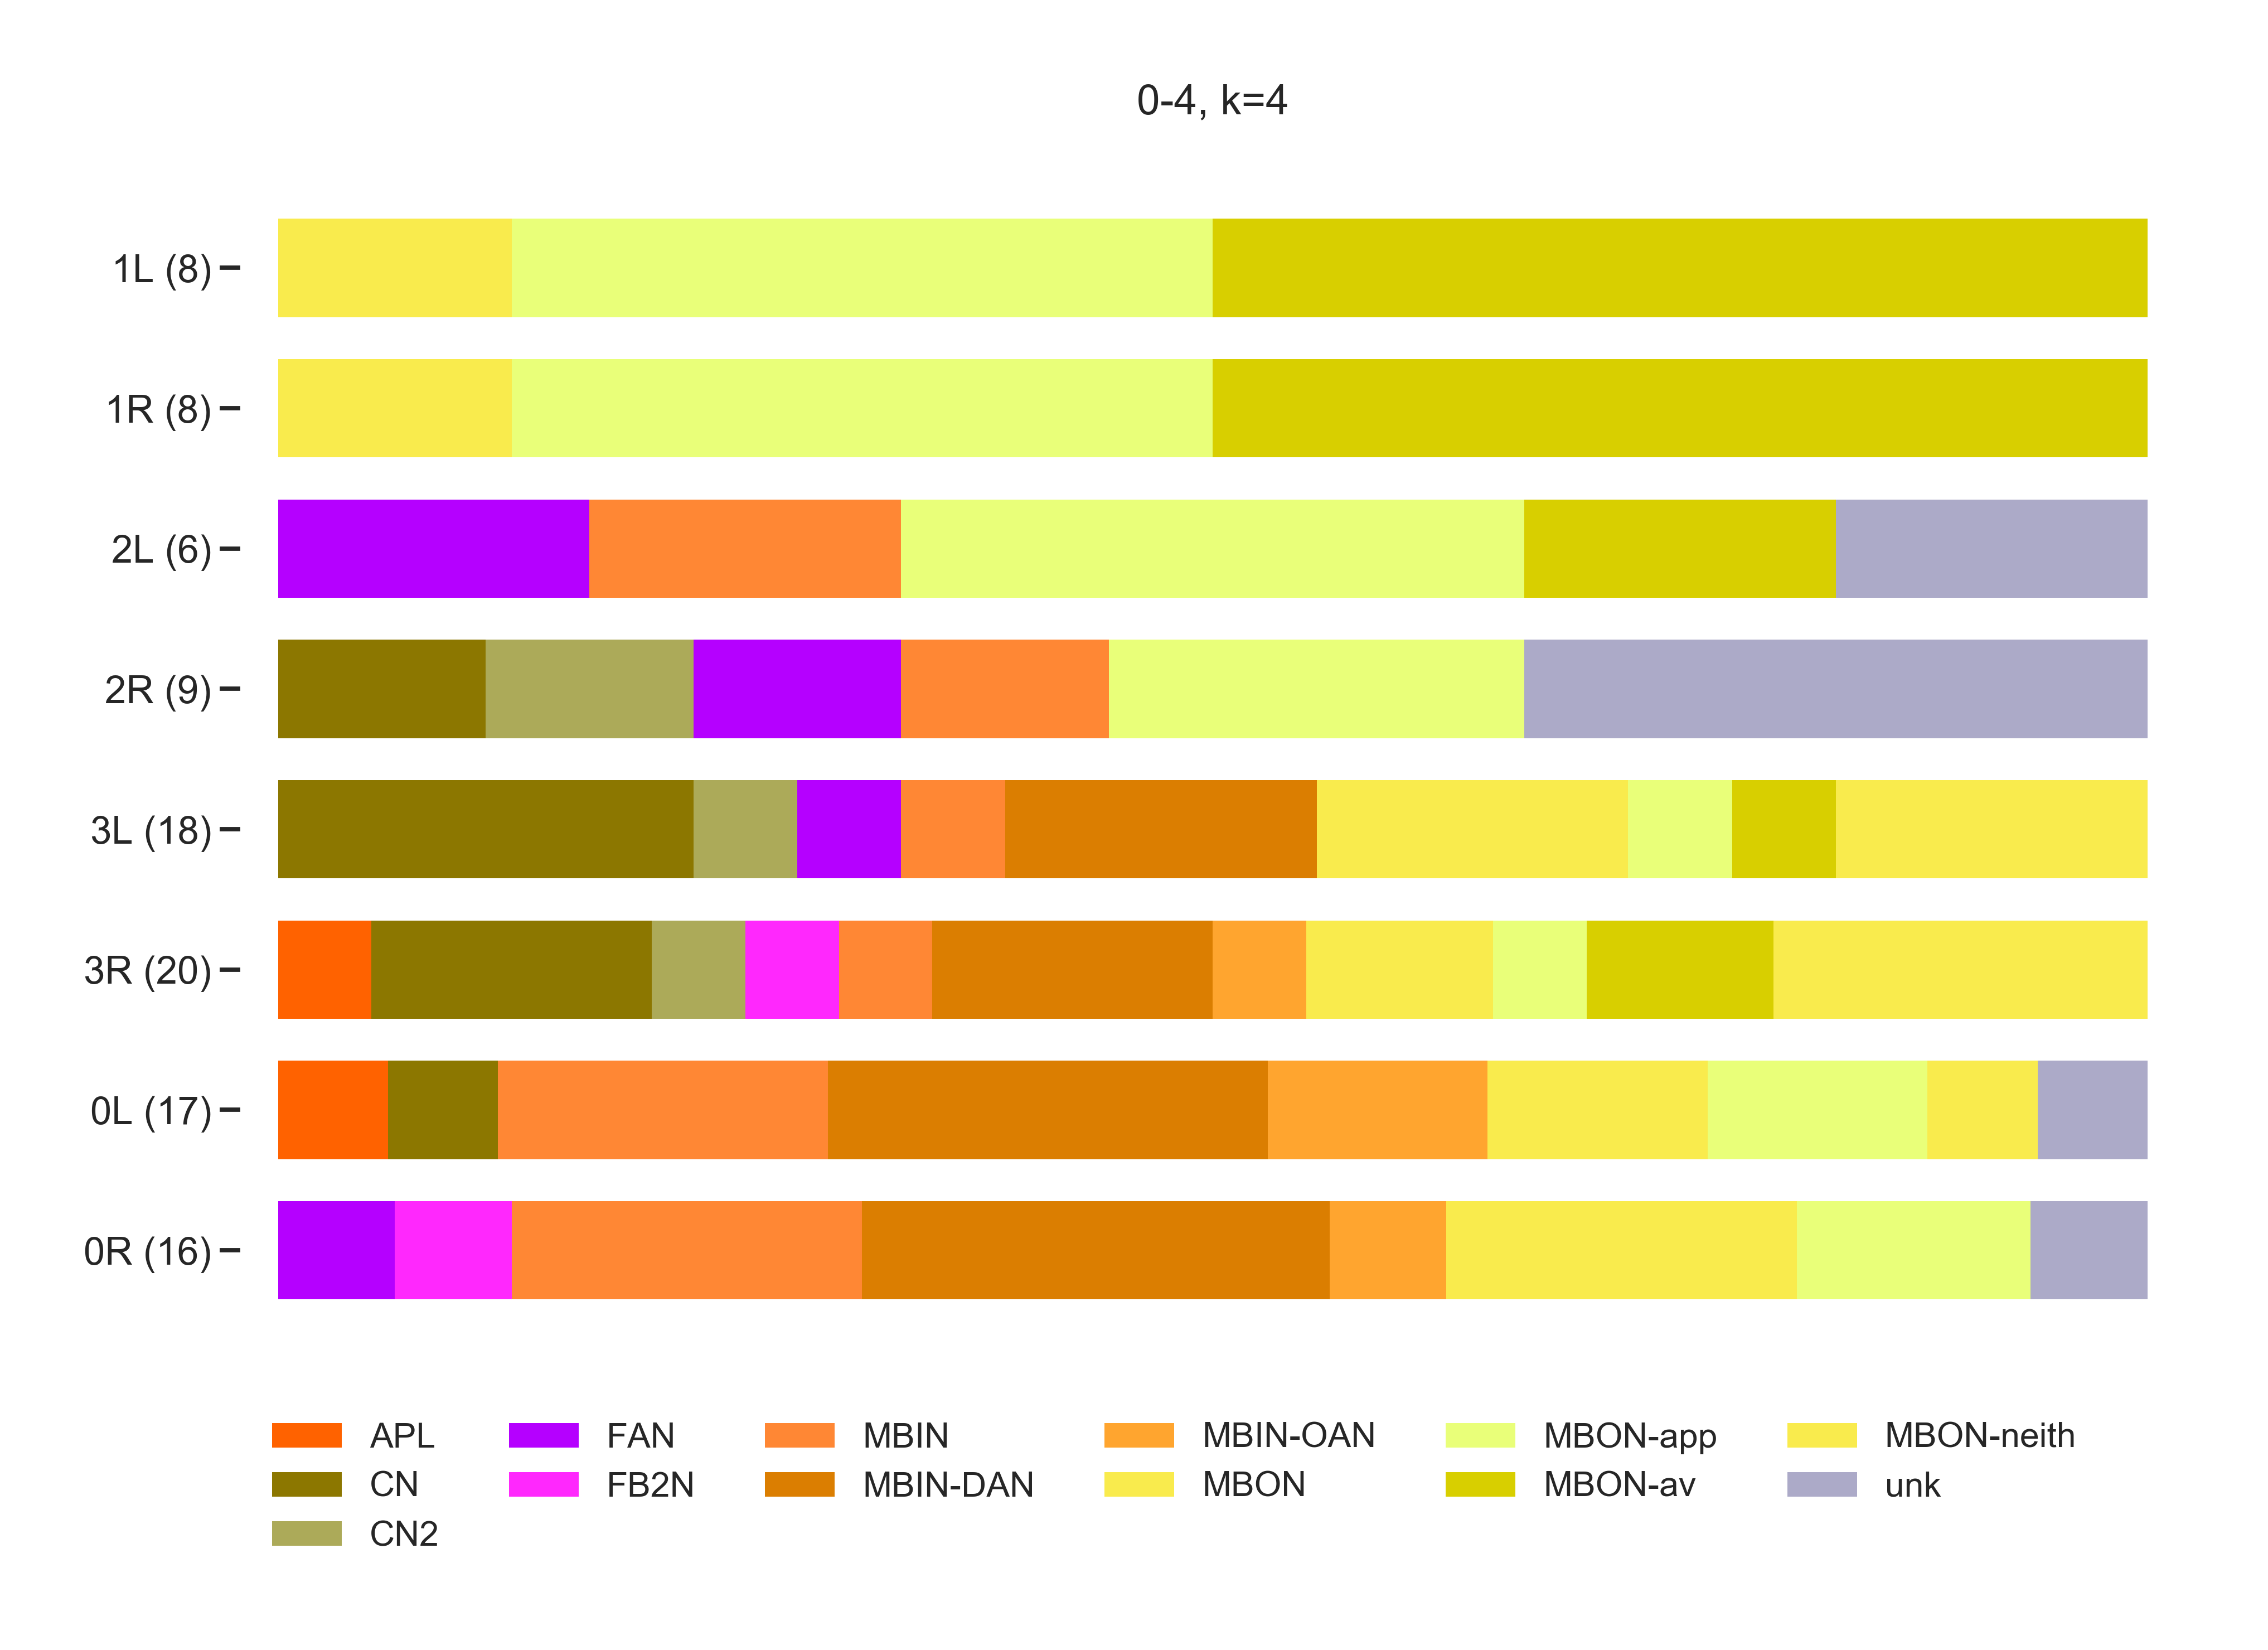 0-4, k=4
1L (8)
1R (8)
2L (6)
2R (9)
3L (18)
3R (20)
0L (17)
0R (16)
APL
CN
CN2
FAN
FB2N
MBIN
MBIN-DAN
MBIN-OAN
MBON
MBON-app
MBON-av
MBON-neith
unk